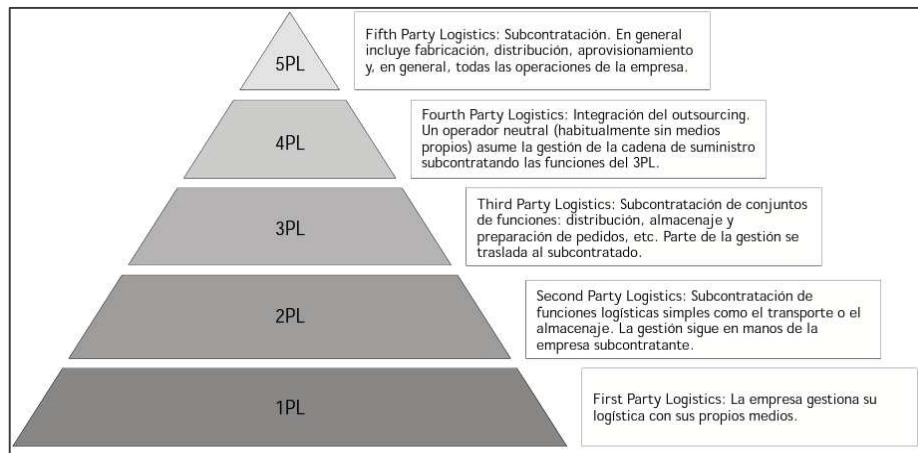 5PL
Fifth Party Logistics: Subcontratación. En general
incluye fabricación, distribución, aprovisionamiento
y, en general, todas las operaciones de la empresa.
4PL
Fourth Party Logistics: Integración del outsourcing.
Un operador neutral (habitualmente sin medios
propios) asume la gestión de la cadena de suministro
subcontratando las funciones del 3PL.
3PL
Third Party Logistics: Subcontratación de conjuntos
de funciones: distribución, almacenaje y
preparación de pedidos, etc. Parte de la gestión se
traslada al subcontratado.
2PL
Second Party Logistics: Subcontratación de
funciones logísticas simples como el transporte o el
almacenaje. La gestión sigue en manos de la
empresa subcontratante.
1PL
First Party Logistics: La empresa gestiona su
logística con sus propios medios.